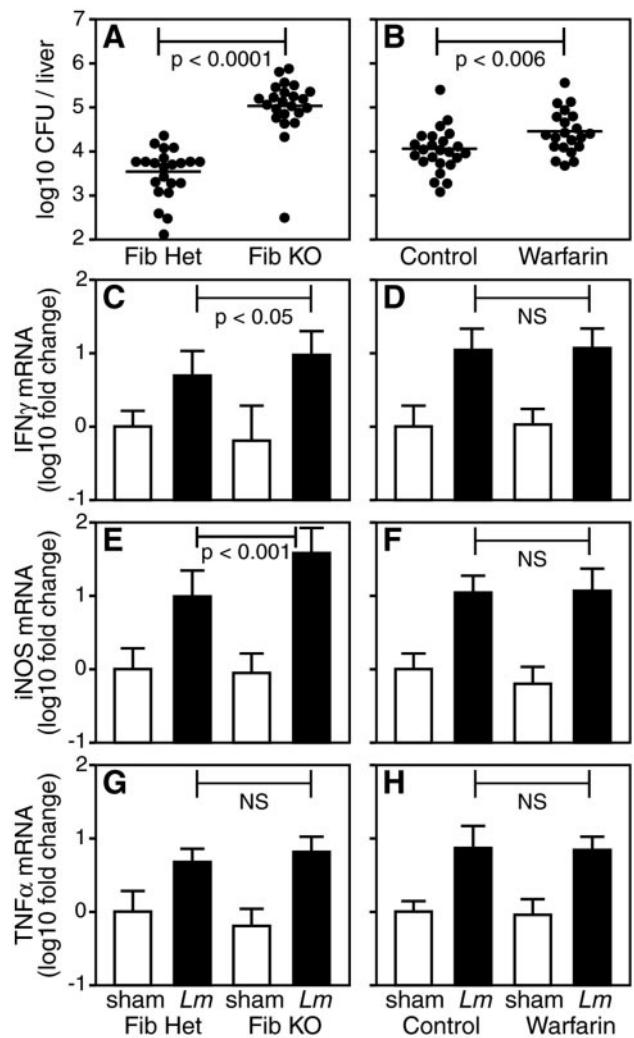 A
B
7
6
5
4
3
2
log10 CFU / liver
p < 0.0001
p < 0.006
Fib Het Fib KO Control Warfarin
C
D
2
1
0
-1
IFNγ mRNA
(log10 fold change)
p < 0.05
NS
E
F
2
1
0
-1
iNOS mRNA
(log10 fold change)
p < 0.001
NS
G
H
2
1
0
-1
TNFα mRNA
(log10 fold change)
NS
NS
sham Lm sham Lm sham Lm sham Lm
Fib Het Fib KO Control Warfarin